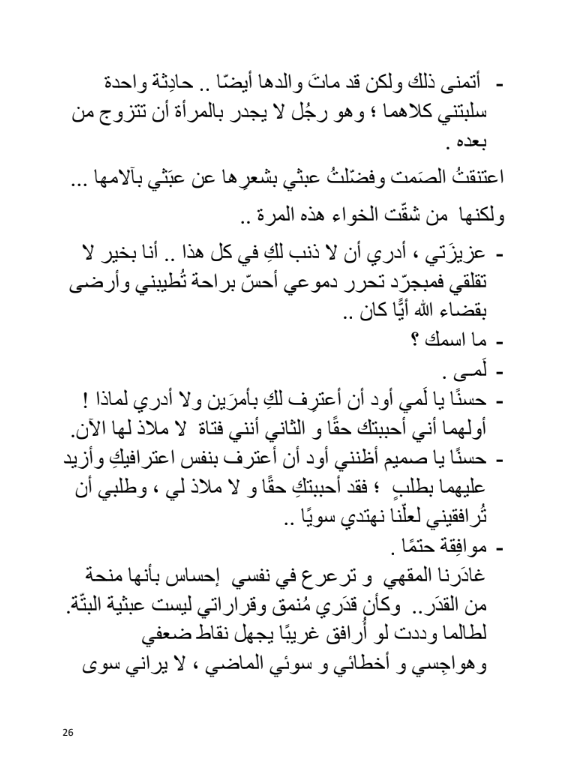 - أتمنى ذلك ولكن قد ماتَ والدها أيضًا .. حادِثة واحدة
سلبتني كلاهما ؛ وهو رجُل لا يجدر بالمرأة أن تتزوج من
بعده .
اعتنقتُ الصَمت وفضّلتُ عبثي بشعرِها عن عبَثي بآلامها ...
ولكنها من شقّت الخواء هذه المرة ..
- عزيزَتي ، أدري أن لا ذنب لكِ في كل هذا .. أنا بخير لا
تقلقي فمبجرّد تحرر دموعي أحسّ براحة تُطيبني وأرضى
بقضاء الله أيًّا كان ..
- ما اسمك ؟
- لَمـى .
- حسنًا يا لَمي أود أن أعترِف لكِ بأمرَين ولا أدري لماذا !
أولهما أني أحببتك حقًا و الثاني أنني فتاة لا ملاذ لها الآن.
- حسنًا يا صميم أظنني أود أن أعترف بنفس اعترافيكِ وأزيد
عليهما بطلبٍ ؛ فقد أحببتكِ حقًا و لا ملاذ لي ، وطلبي أن
تُرافقيني لعلّنا نهتدي سويًا ..
- موافِقة حتمًا .
غادَرنا المقهي و ترعرع في نفسي إحساس بأنها منحة
من القدَر.. وكأن قدَري مُنمق وقراراتي ليست عبثية البتّة.
لطالما وددت لو أُرافق غريبًا يجهل نقاط ضعفي
وهواجِسي و أخطائي و سوئي الماضي ، لا يراني سوى
26